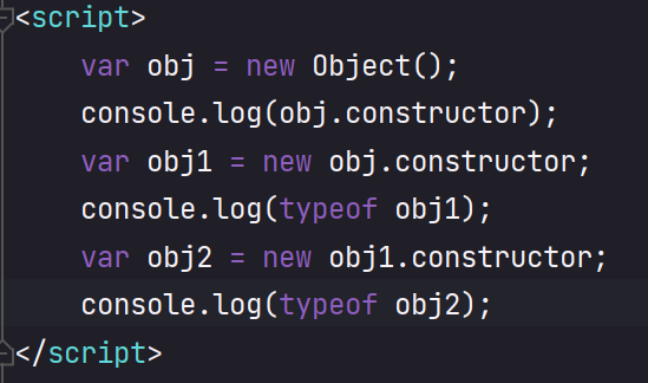 <script>
var obj = new Object();
console.log(obj.constructor);
var obj1 = new obj.constructor;
console.log(typeof obj1);
var obj2 = new obj1.constructor;
console.log(typeof obj2);
</script>